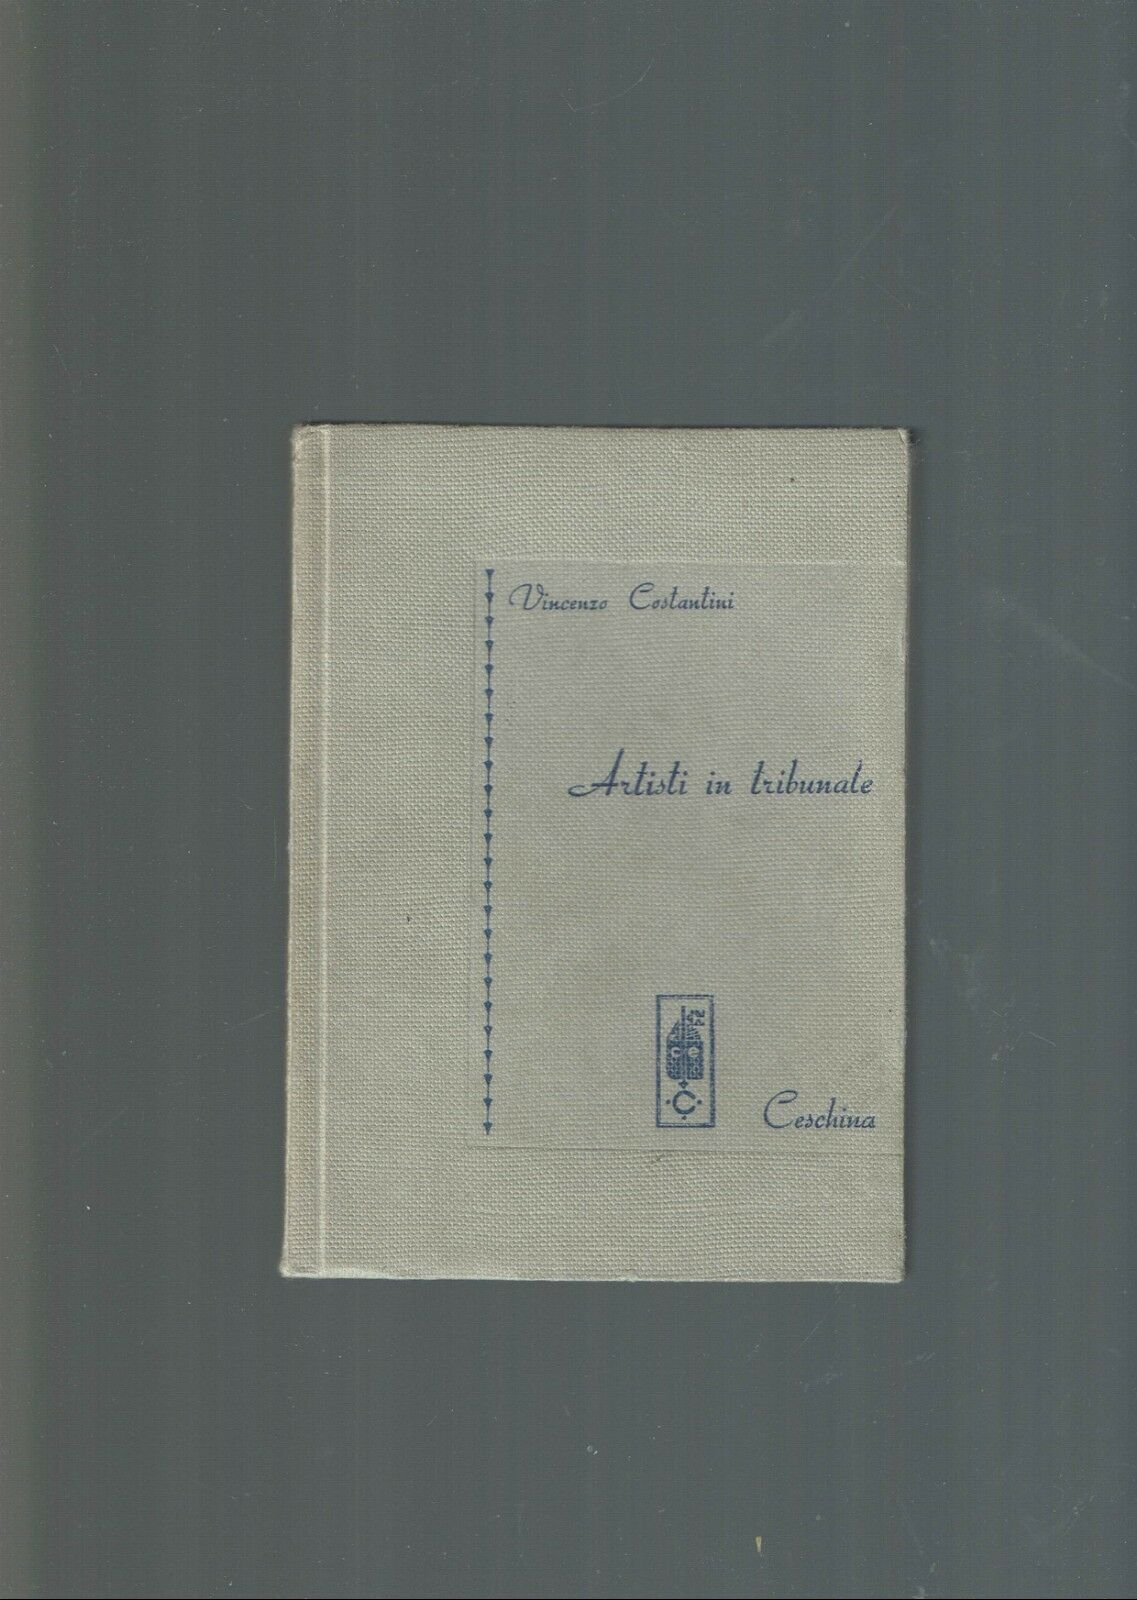 Vincenzo Costantini
Artisti in tribunale
c e
C
Ceschina